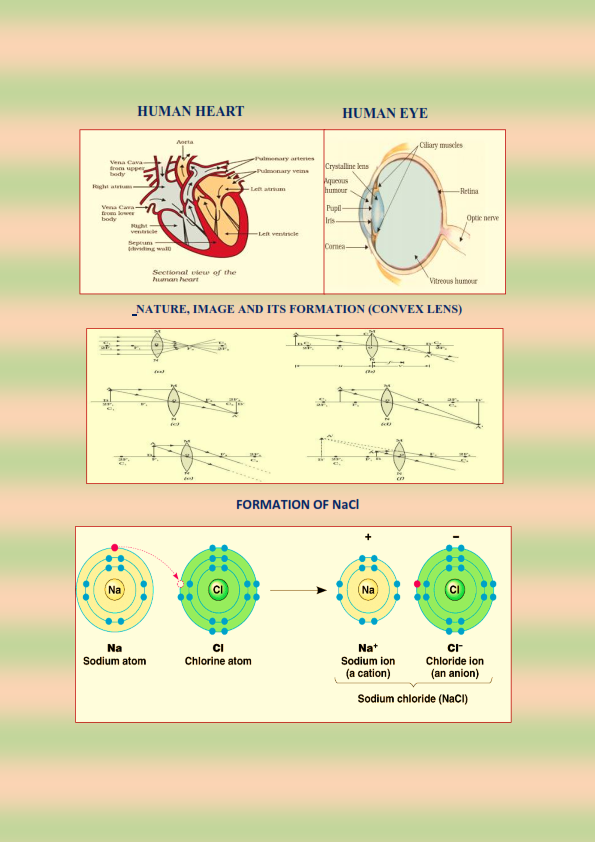 HUMAN HEART
HUMAN EYE
Aorta
Vena Cava
from upper
body
Right atrium
Vena Cava
from lower
body
Right
ventricle
Septum
(dividing wall)
Pulmonary arteries
Pulmonary veins
Left atrium
Left ventricle
Sectional view of the
human heart
Ciliary muscles
Crystalline lens
Aqueous
humour
Pupil
Iris
Cornea
Retina
Optic nerve
Vitreous humour
NATURE, IMAGE AND ITS FORMATION (CONVEX LENS)
M
N
(a)
M
N
(b)
M
N
(c)
M
N
(d)
M
N
(e)
M
N
(f)
FORMATION OF NaCl
Na
Cl
Na
Sodium atom
Cl
Chlorine atom
+
−
Na
Cl
Na⁺
Sodium ion
(a cation)
Cl⁻
Chloride ion
(an anion)
Sodium chloride (NaCl)